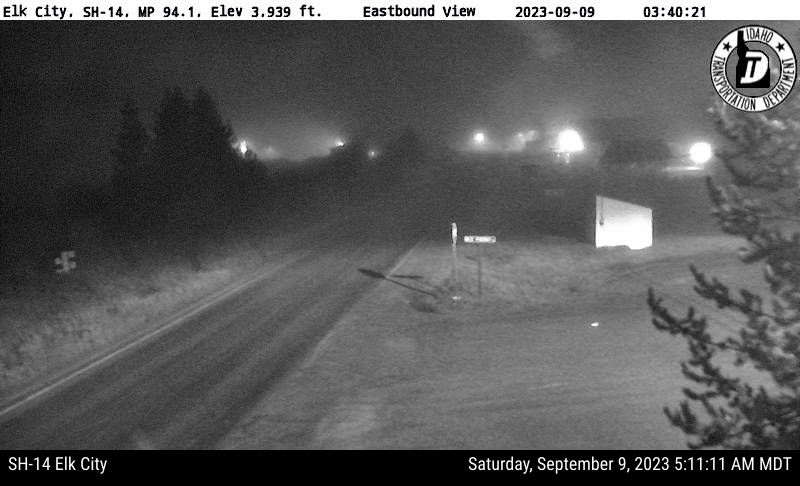 Elk City, SH-14, MP 94.1, Elev 3,939 ft. Eastbound View 2023-09-09 03:40:21
IDAHO
TRANSPORTATION DEPARTMENT
SH-14 Elk City Saturday, September 9, 2023 5:11:11 AM MDT